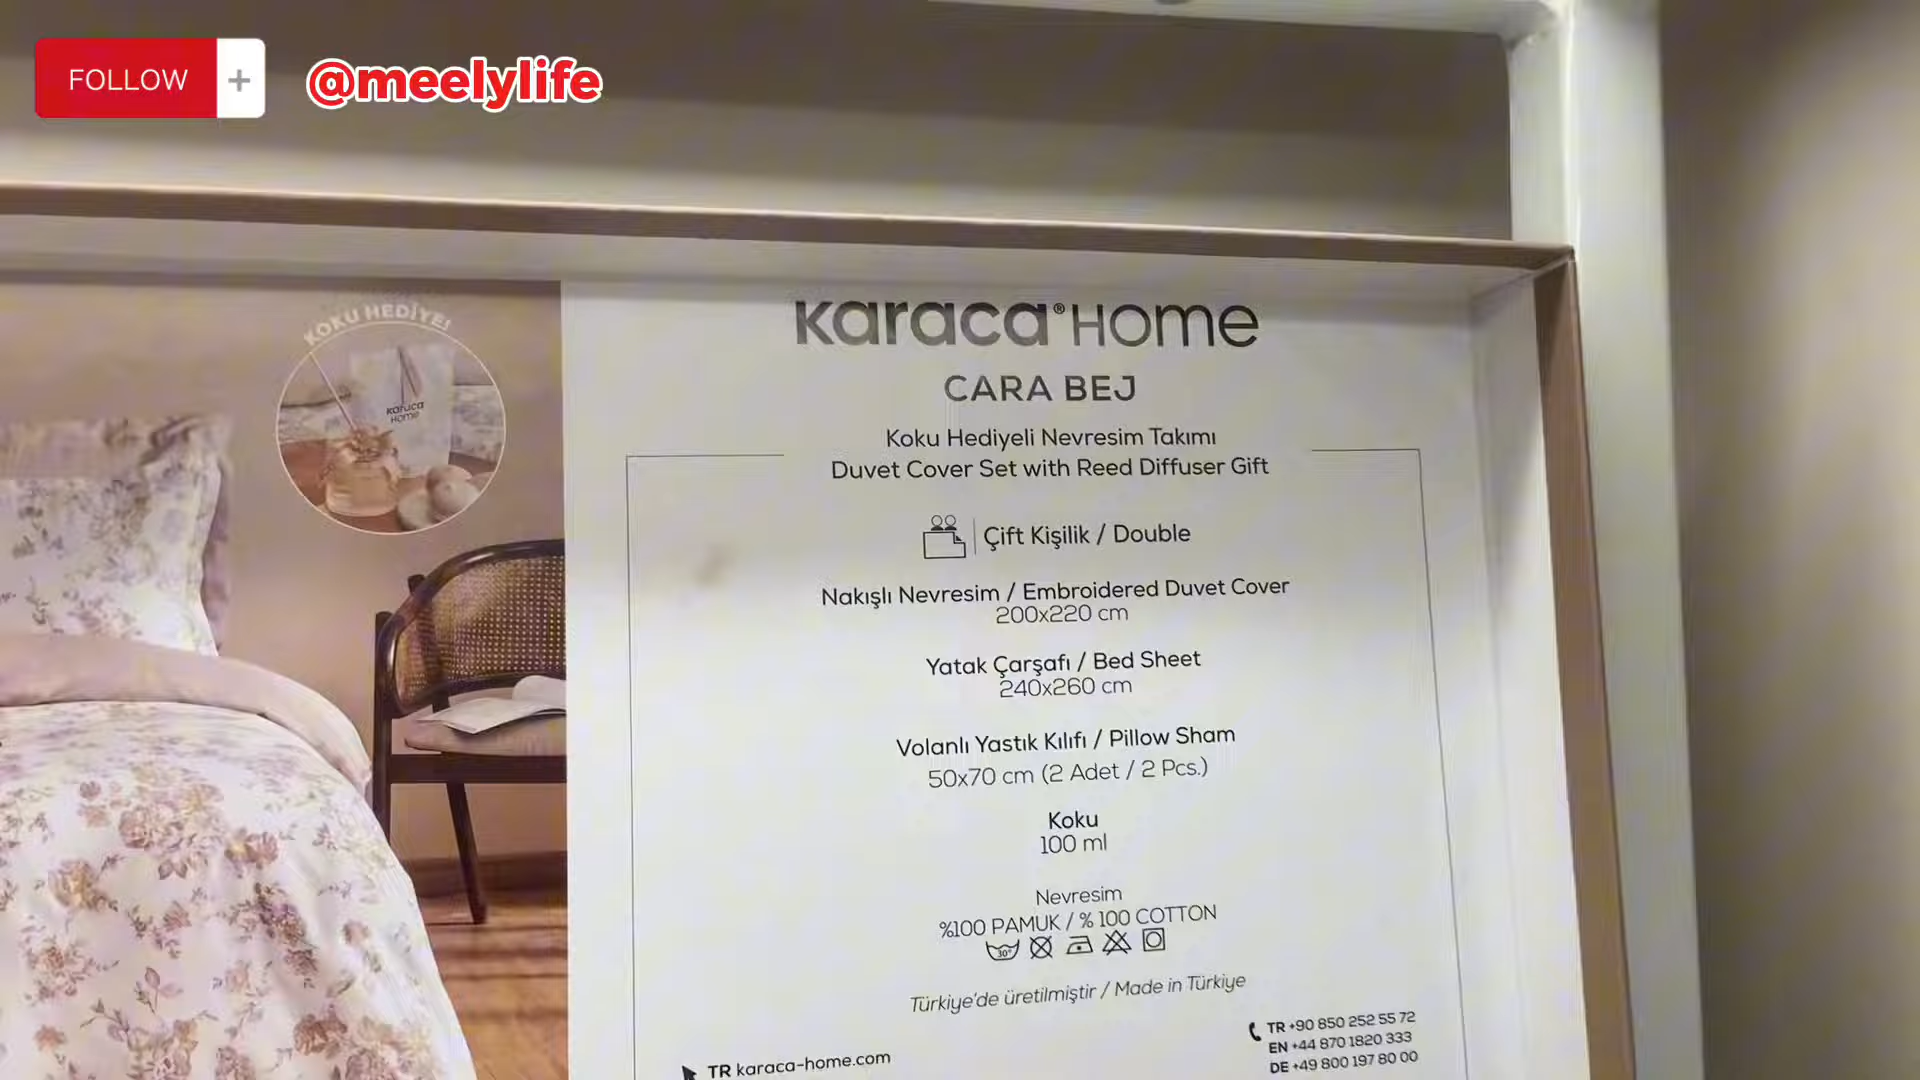 FOLLOW +
@meelylife
KOKU HEDİYE!
karaca Home
karaca® HOME
CARA BEJ
Koku Hediyeli Nevresim Takımı
Duvet Cover Set with Reed Diffuser Gift
Çift Kişilik / Double
Nakışlı Nevresim / Embroidered Duvet Cover
200x220 cm
Yatak Çarşafı / Bed Sheet
240x260 cm
Volanlı Yastık Kılıfı / Pillow Sham
50x70 cm (2 Adet / 2 Pcs.)
Koku
100 ml
Nevresim
%100 PAMUK / % 100 COTTON
30°
Türkiye'de üretilmiştir / Made in Türkiye
TR +90 850 252 55 72
EN +44 870 1820 333
DE +49 800 197 80 00
TR karaca-home.com